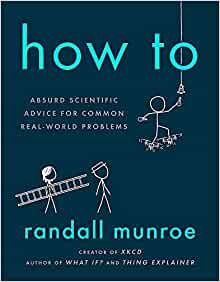 how to
ABSURD SCIENTIFIC
ADVICE FOR COMMON
REAL-WORLD PROBLEMS
randall munroe
CREATOR OF XKCD
AUTHOR OF WHAT IF? AND THING EXPLAINER